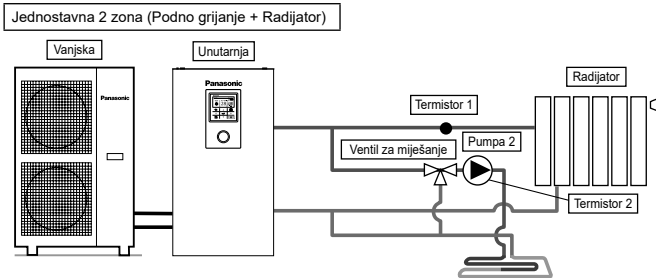 Jednostavna 2 zona (Podno grijanje + Radijator)
Vanjska
Unutarnja
Radijator
Panasonic
Panasonic
Termistor 1
Ventil za miješanje
Pumpa 2
Termistor 2